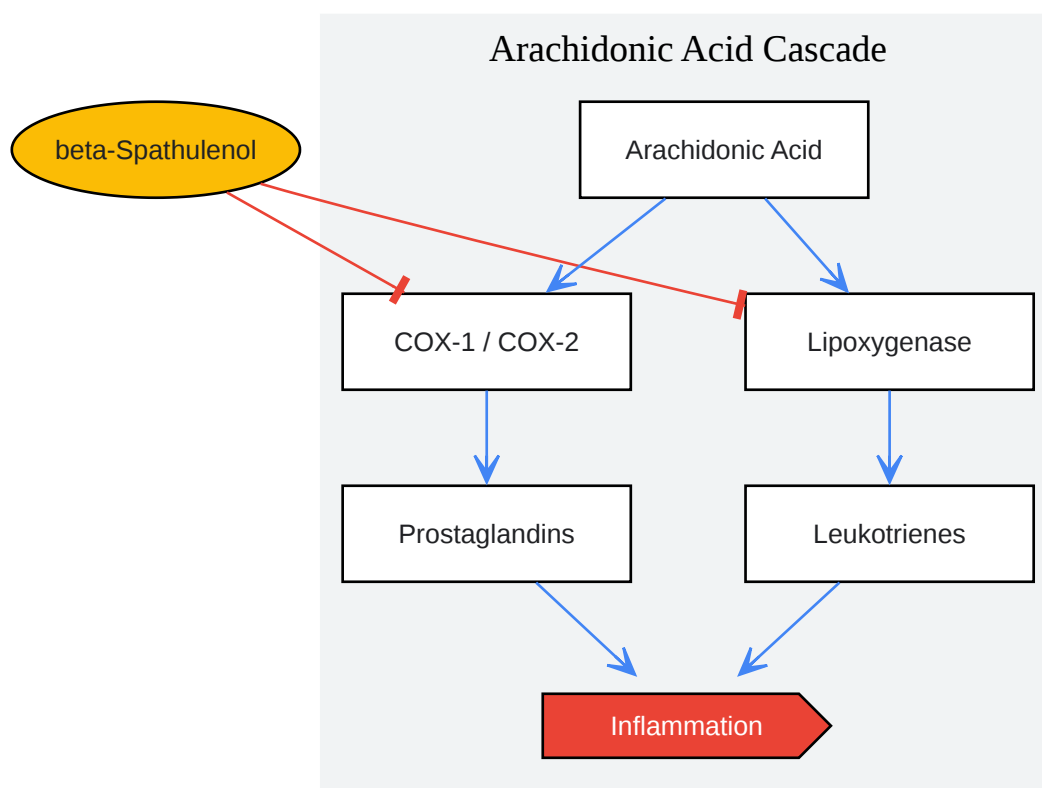 Arachidonic Acid Cascade
beta-Spathulenol
Arachidonic Acid
COX-1 / COX-2
Lipoxygenase
Prostaglandins
Leukotrienes
Inflammation